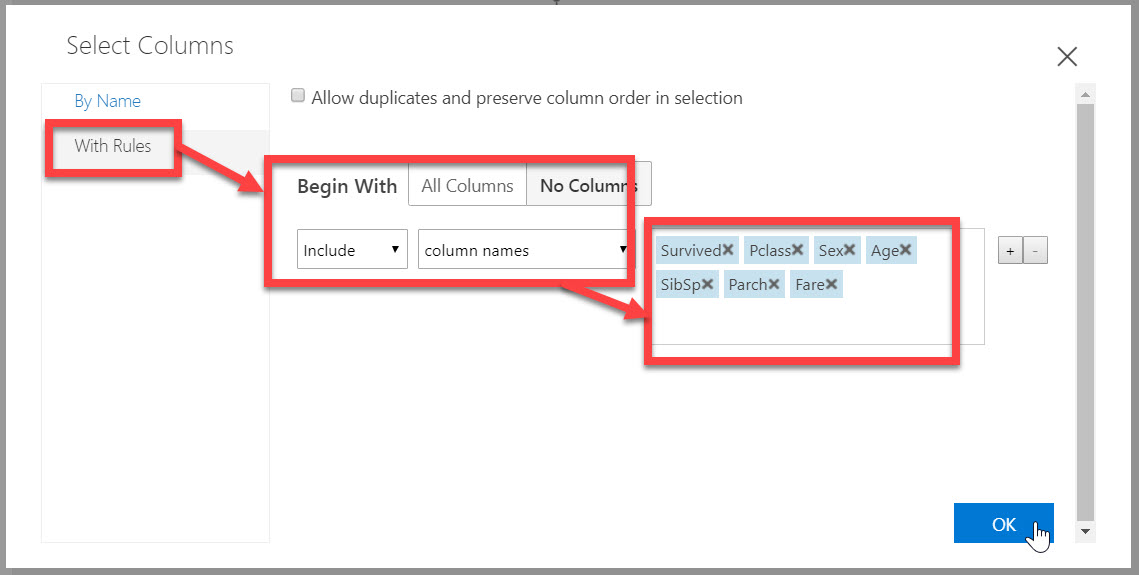 Select Columns
By Name
With Rules
Allow duplicates and preserve column order in selection
Begin With All Columns No Columns
Include column names
Survived Pclass Sex Age
SibSp Parch Fare
+ -
OK